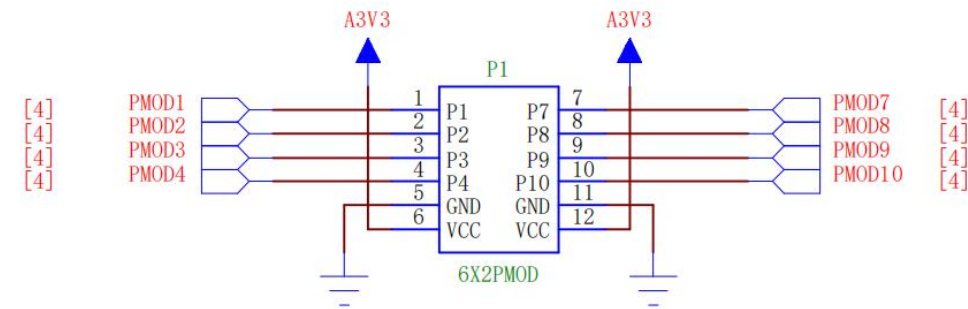 A3V3 A3V3
P1
[4] PMOD1 1 P1 P7 7 PMOD7 [4]
[4] PMOD2 2 P2 P8 8 PMOD8 [4]
[4] PMOD3 3 P3 P9 9 PMOD9 [4]
[4] PMOD4 4 P4 P10 10 PMOD10 [4]
5 GND GND 11
6 VCC VCC 12
6X2PMOD